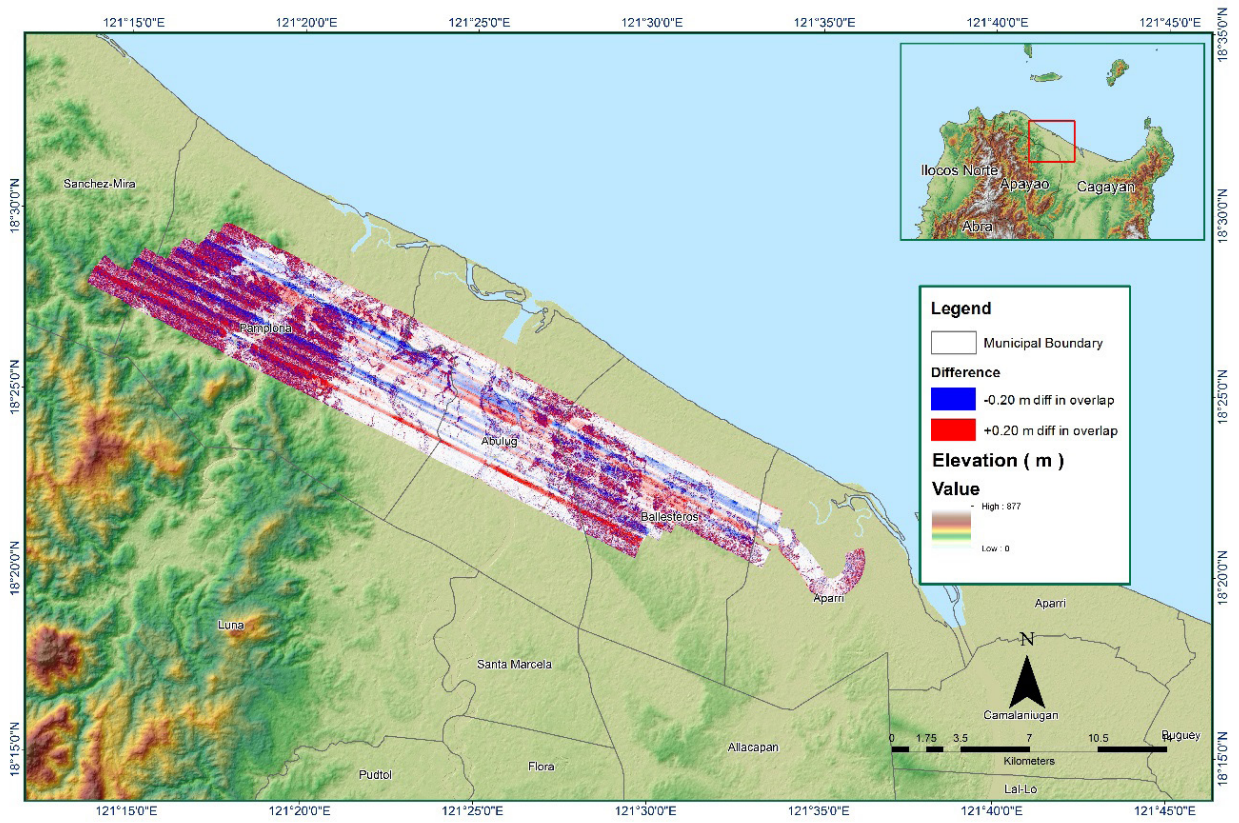 121°15'0"E 121°20'0"E 121°25'0"E 121°30'0"E 121°35'0"E 121°40'0"E 121°45'0"E
18°35'0"N
Ilocos Norte
Apayao
Cagayan
Abra
Sanchez-Mira
18°30'0"N
18°30'0"N
Legend
Municipal Boundary
Difference
-0.20 m diff in overlap
+0.20 m diff in overlap
Elevation ( m )
Value
High : 877
Low : 0
Pamplona
18°25'0"N
18°25'0"N
Abulug
Ballesteros
18°20'0"N
18°20'0"N
Aparri
Aparri
Luna
N
Santa Marcela
Camalaniugan
Buguey
Allacapan
0 1.75 3.5 7 10.5 14
Kilometers
18°15'0"N
18°15'0"N
Flora
Pudtol
Lal-Lo
121°15'0"E 121°20'0"E 121°25'0"E 121°30'0"E 121°35'0"E 121°40'0"E 121°45'0"E